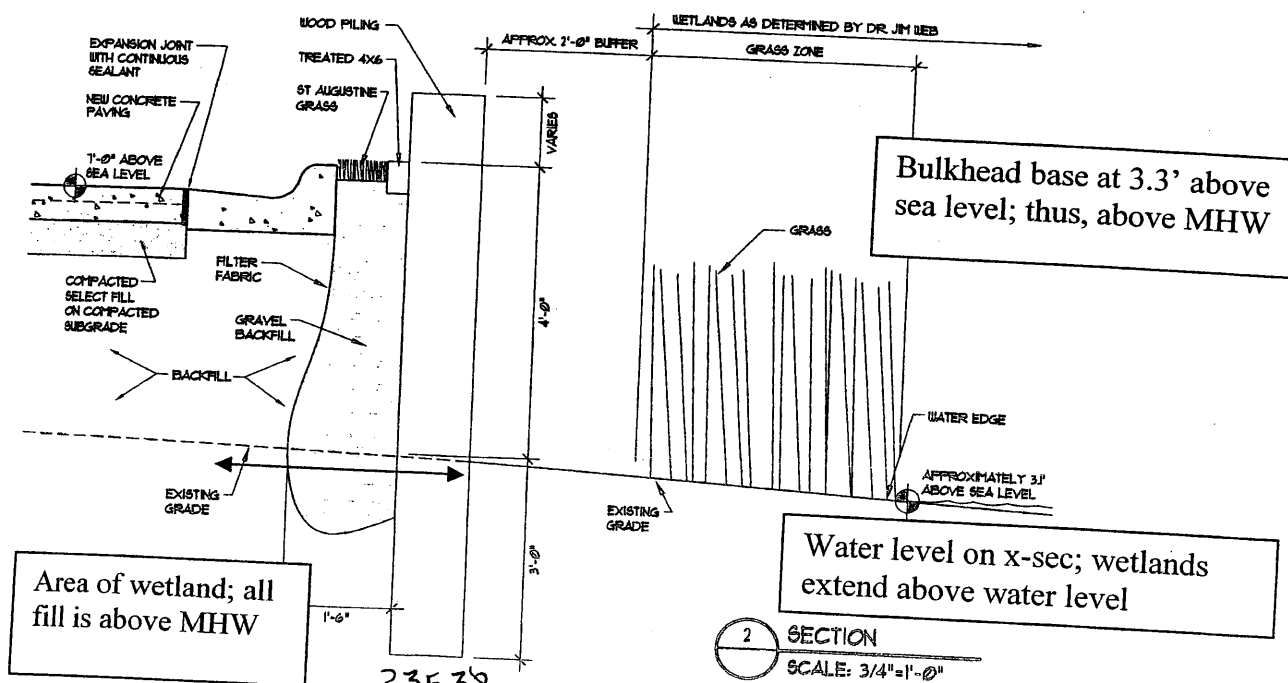 WOOD PILING
WETLANDS AS DETERMINED BY DR. JIM WEB
EXPANSION JOINT
WITH CONTINUOUS
SEALANT
APPROX. 2'-0" BUFFER
GRASS ZONE
TREATED 4X6
ST AUGUSTINE
GRASS
NEW CONCRETE
PAVING
VARIES
7'-0" ABOVE
SEA LEVEL
Bulkhead base at 3.3' above
sea level; thus, above MHW
GRASS
FILTER
FABRIC
COMPACTED
SELECT FILL
ON COMPACTED
SUBGRADE
GRAVEL
BACKFILL
4'-0"
BACKFILL
WATER EDGE
APPROXIMATELY 3.1'
ABOVE SEA LEVEL
EXISTING
GRADE
EXISTING
GRADE
Water level on x-sec; wetlands
extend above water level
3'-0"
Area of wetland; all
fill is above MHW
1'-6"
2 SECTION
SCALE: 3/4"=1'-0"